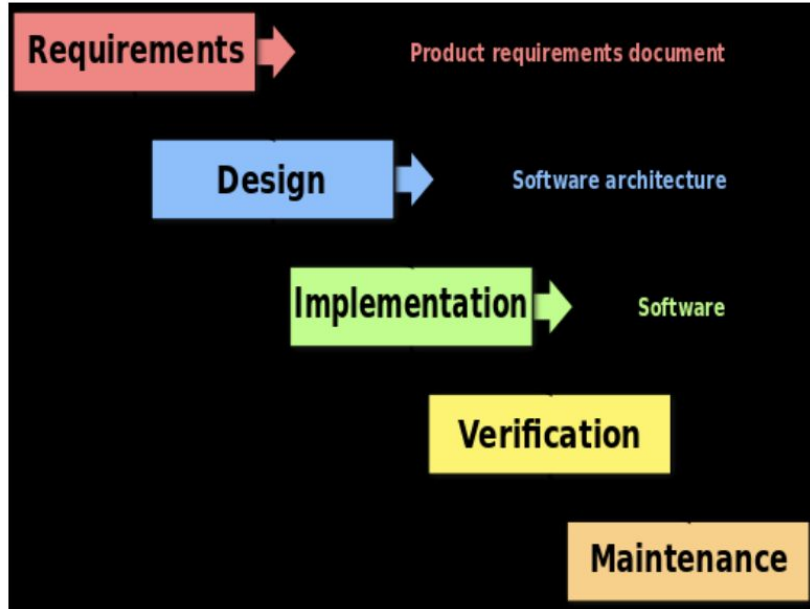 Requirements
Product requirements document
Design
Software architecture
Implementation
Software
Verification
Maintenance